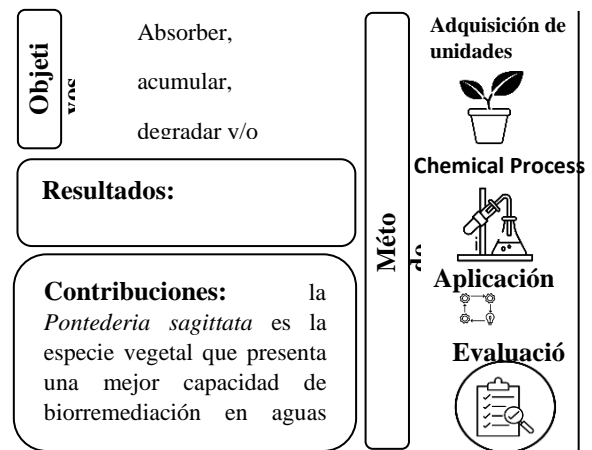 Objeti
vos
Absorber,
acumular,
degradar y/o
Resultados:
Contribuciones: la
Pontederia sagittata es la
especie vegetal que presenta
una mejor capacidad de
biorremediación en aguas
Méto
do
Adquisición de
unidades
Chemical Process
Aplicación
Evaluació